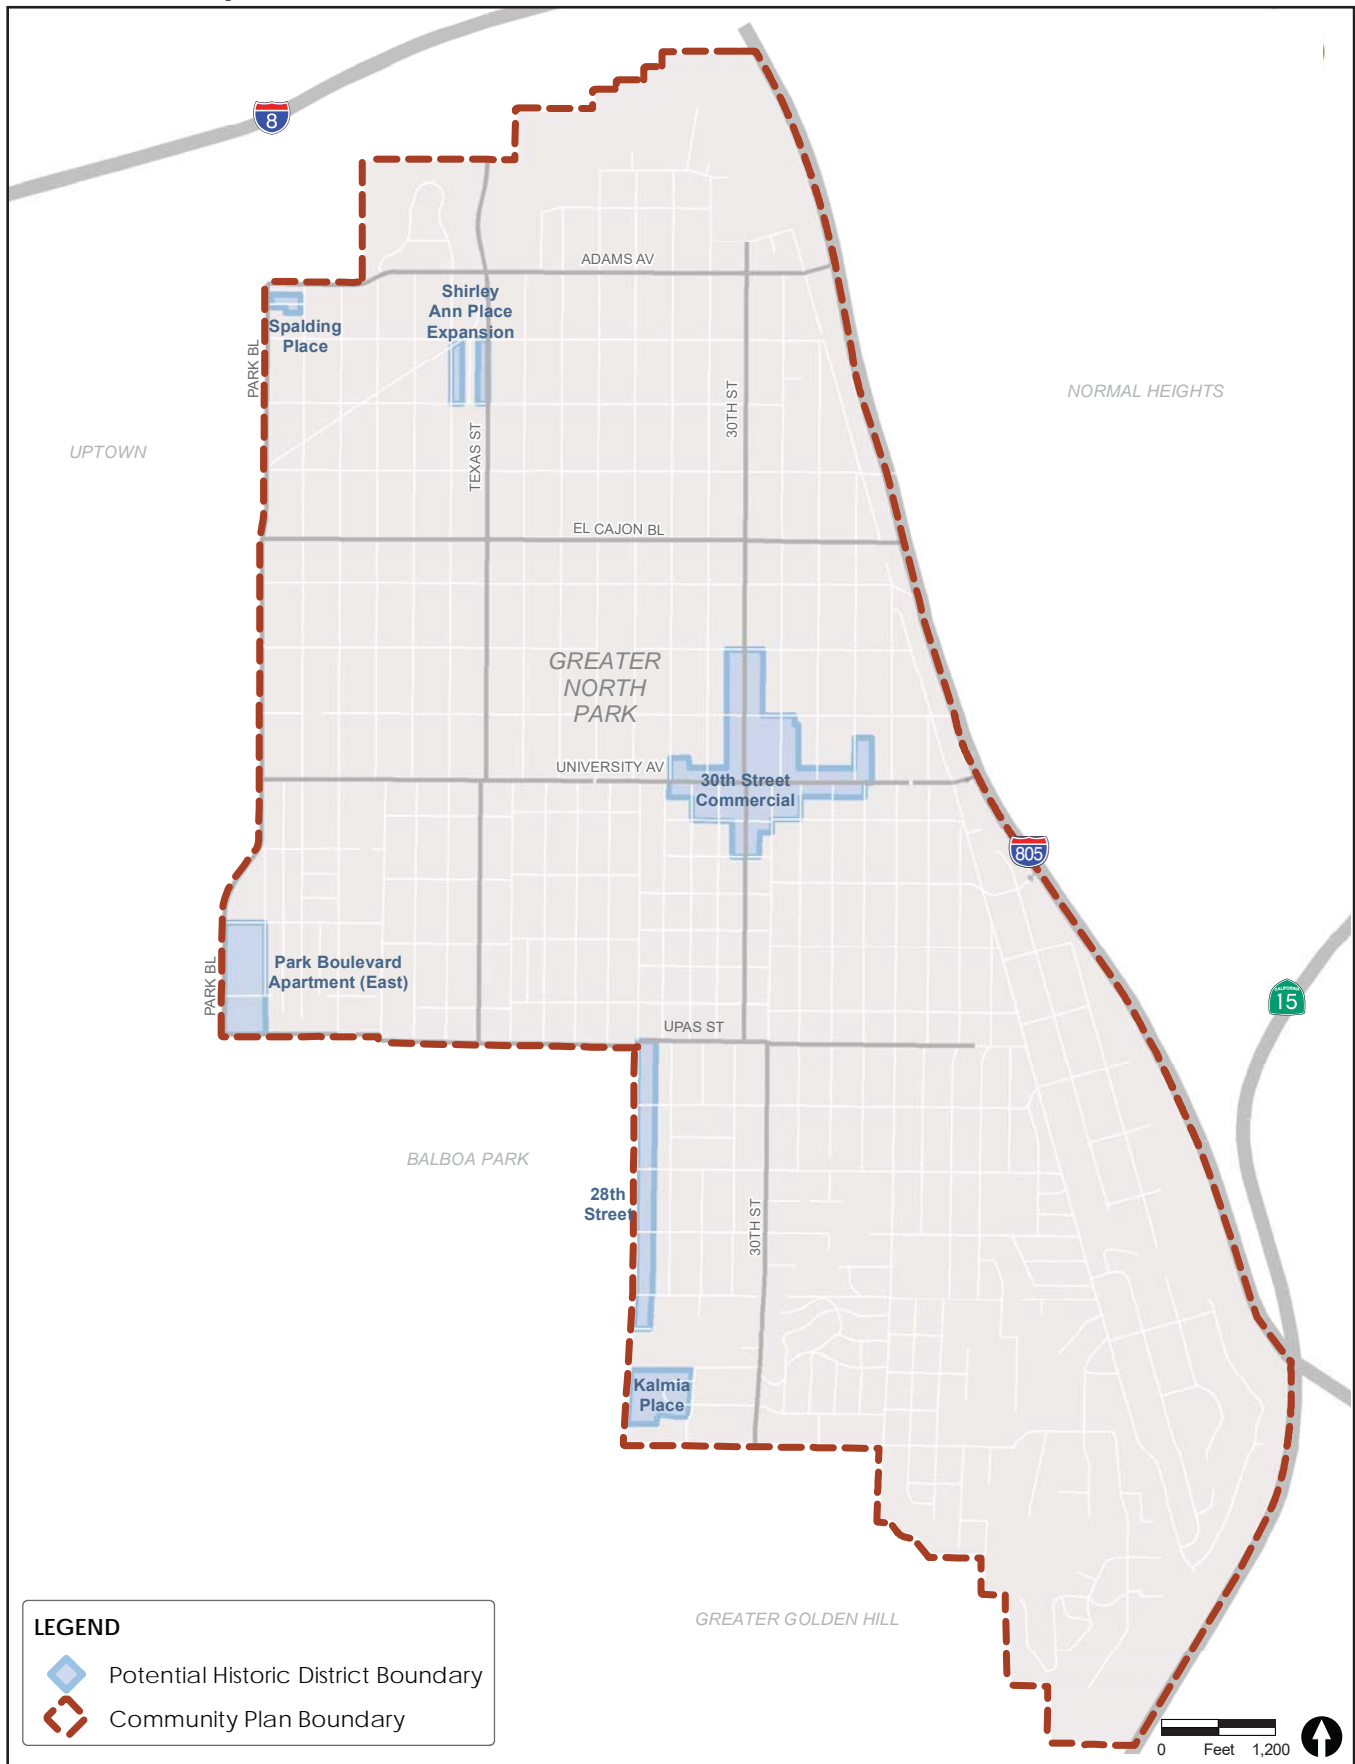 8
ADAMS AV
Shirley
Ann Place
Expansion
Spalding
Place
PARK BL
30TH ST
NORMAL HEIGHTS
UPTOWN
TEXAS ST
EL CAJON BL
GREATER
NORTH
PARK
UNIVERSITY AV
30th Street
Commercial
805
Park Boulevard
Apartment (East)
PARK BL
CALIFORNIA
15
UPAS ST
BALBOA PARK
28th
Street
30TH ST
Kalmia
Place
GREATER GOLDEN HILL
LEGEND
Potential Historic District Boundary
Community Plan Boundary
0 Feet 1,200